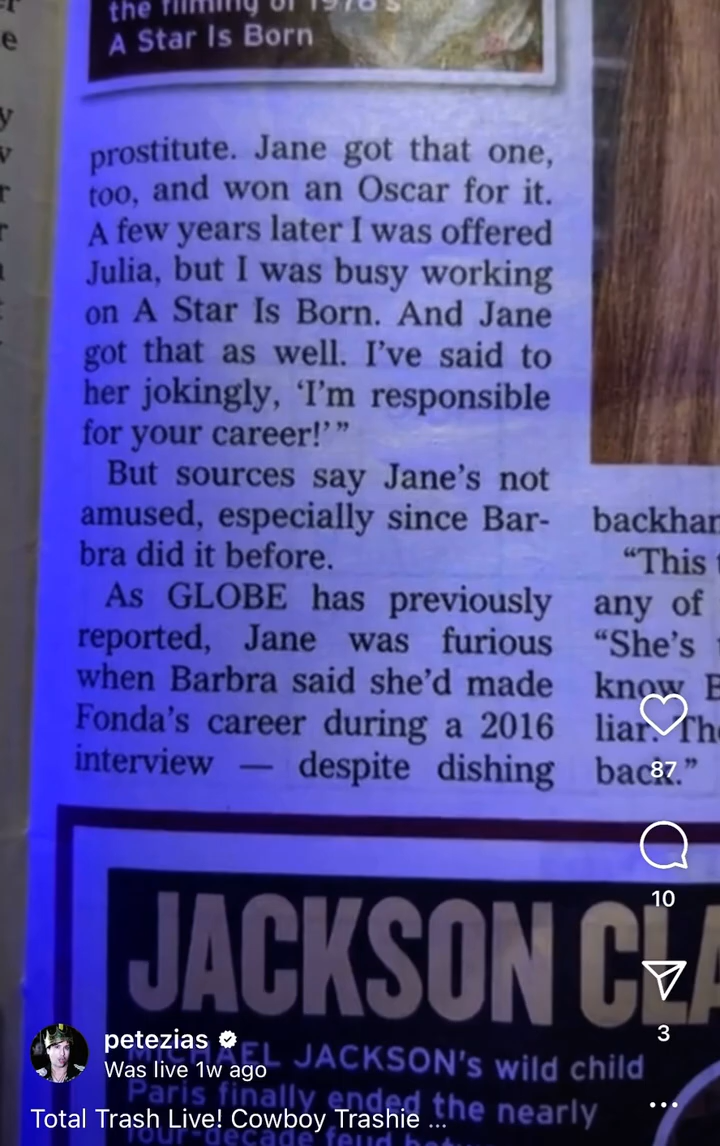 the filming of 1976's
A Star Is Born
prostitute. Jane got that one,
too, and won an Oscar for it.
A few years later I was offered
Julia, but I was busy working
on A Star Is Born. And Jane
got that as well. I've said to
her jokingly, ‘I'm responsible
for your career!’”
But sources say Jane's not
amused, especially since Bar-
bra did it before.
As GLOBE has previously
reported, Jane was furious
when Barbra said she'd made
Fonda's career during a 2016
interview — despite dishing
backhan
“This
any of
“She's
know B
liar. Th
back.”
JACKSON CLA
MICHAEL JACKSON's wild child
Paris finally ended the nearly
four-decade feud
87
10
3
petezias
Was live 1w ago
Total Trash Live! Cowboy Trashie ...